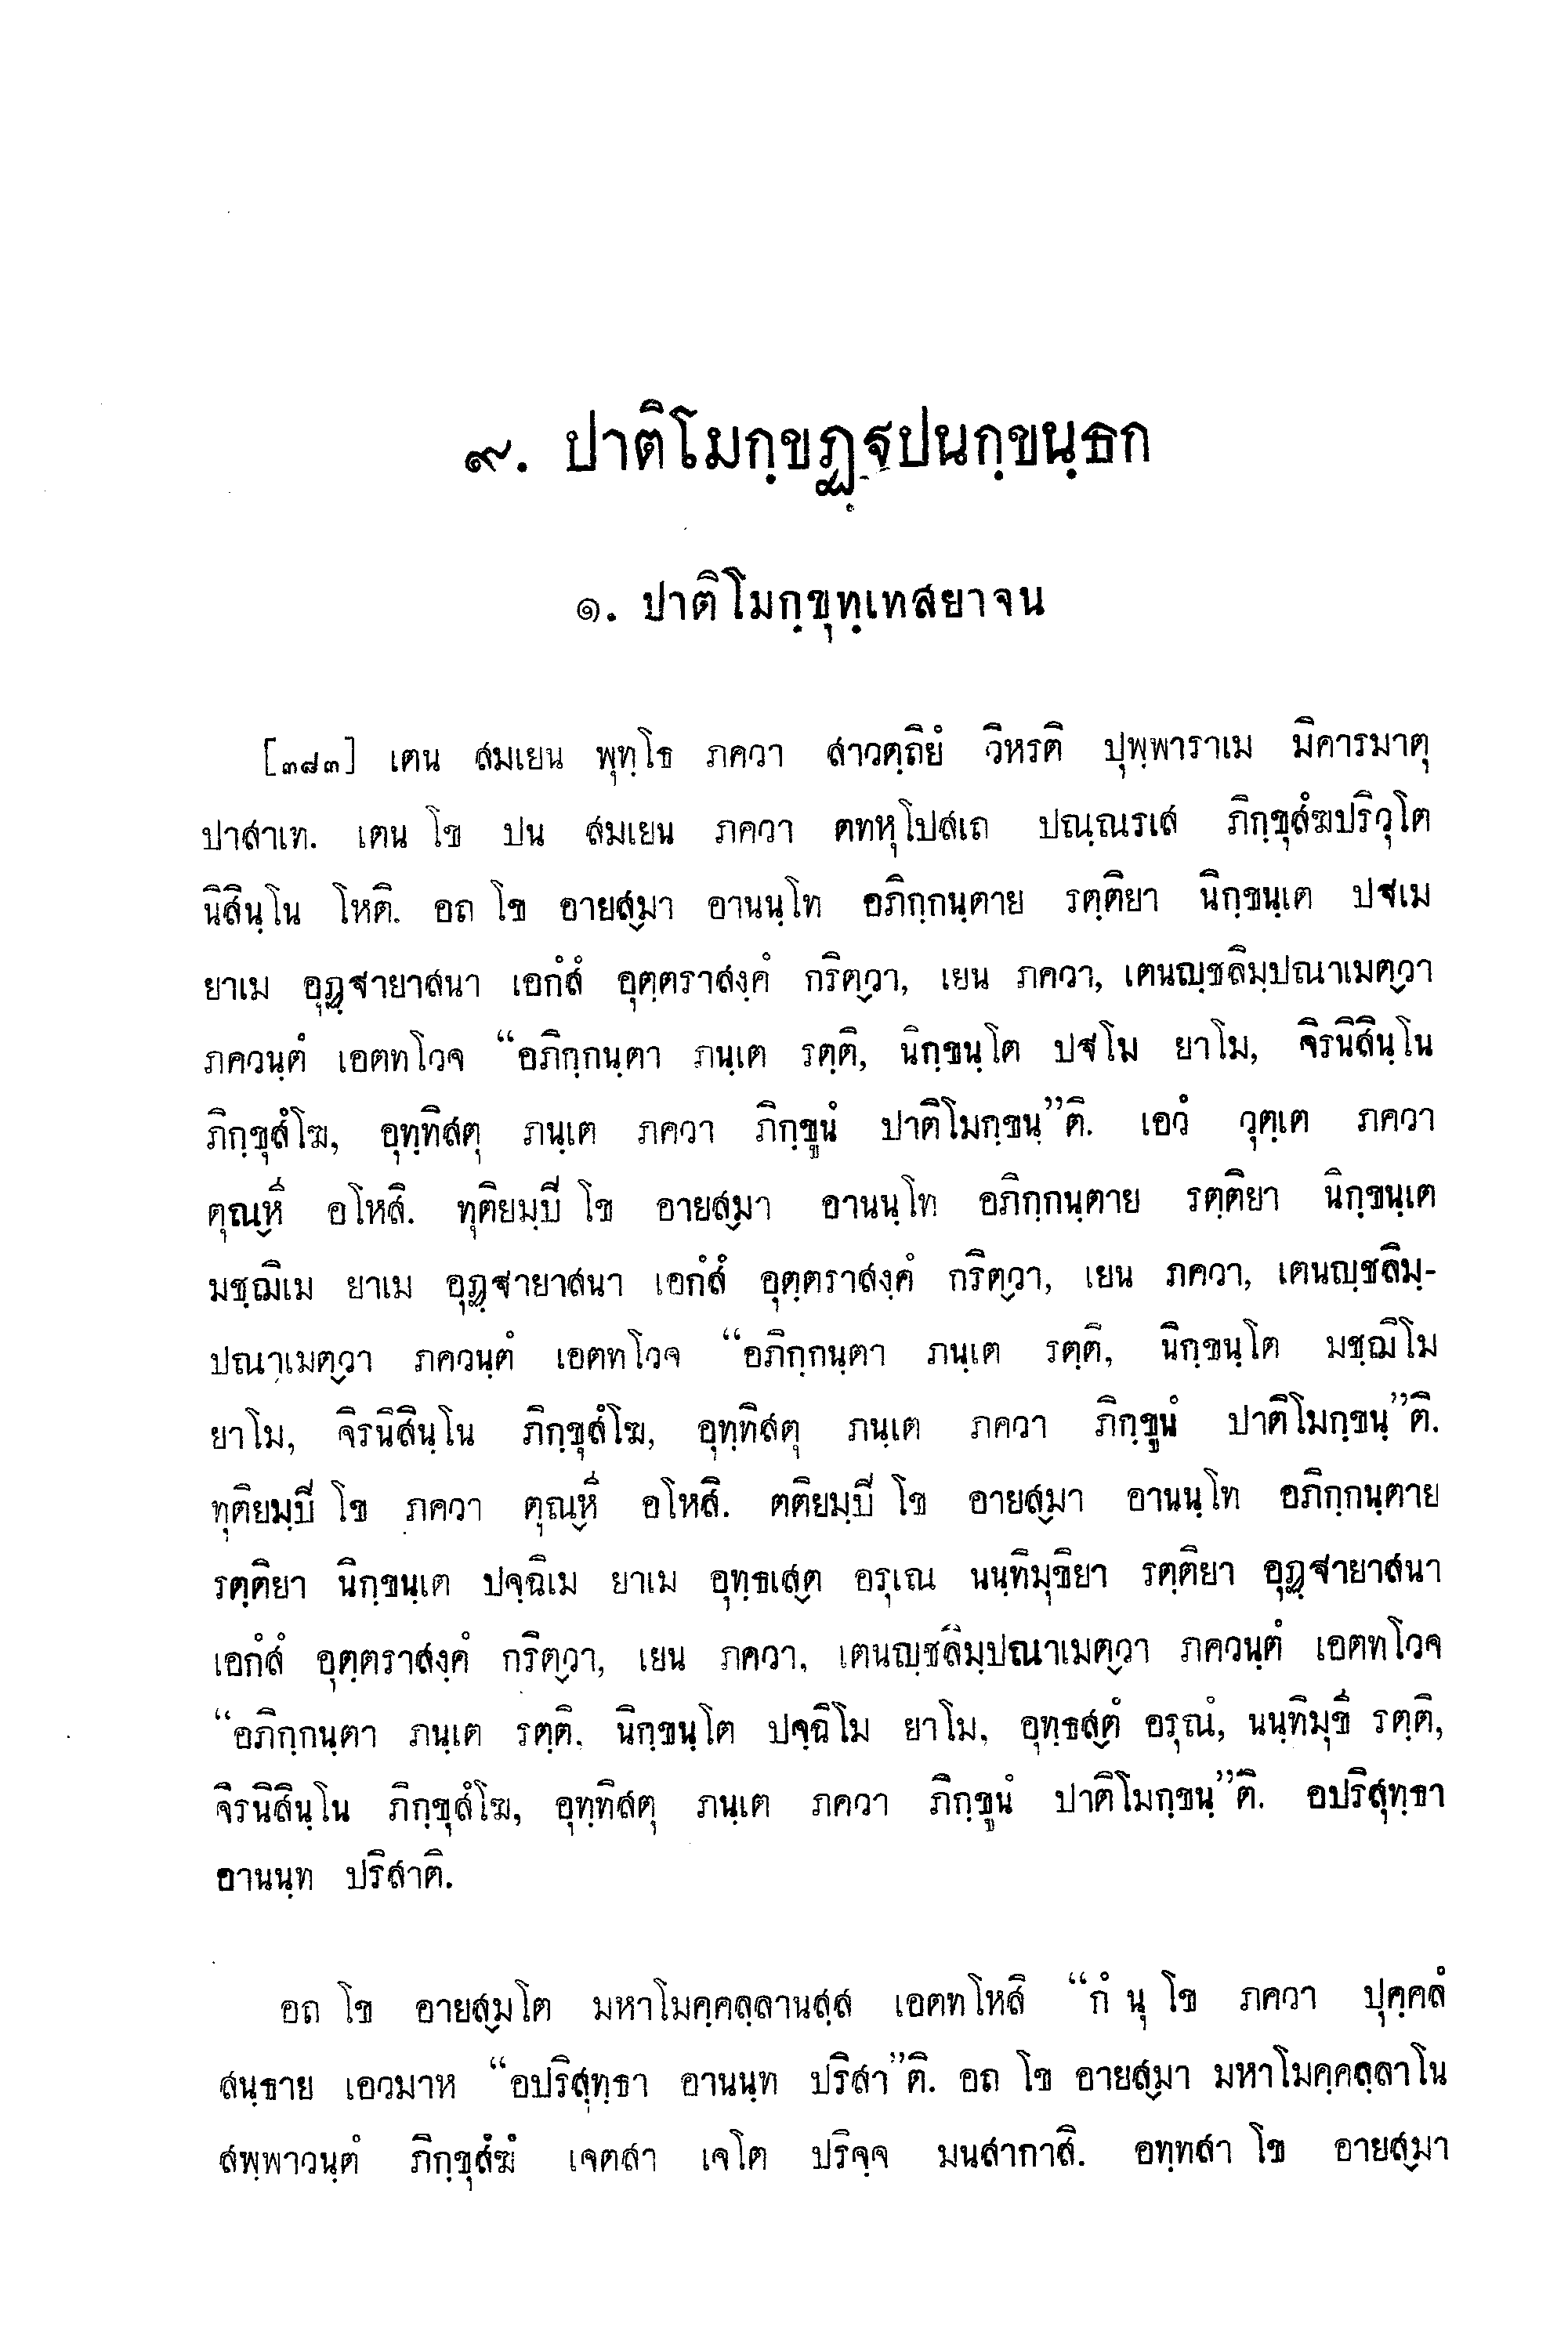 ๙. ปาติโมกฺขฏฺฐปนกฺขนฺธก
๑. ปาติโมกฺขุทฺเทสยาจน
[๓๘๓] เตน สมเยน พุทฺโธ ภควา สาวตฺถิยํ วิหรติ ปุพฺพาราเม มิคารมาตุ
ปาสาเท. เตน โข ปน สมเยน ภควา ตทหุโปสเถ ปณฺณรเส ภิกฺขุสํฆปริวุโต
นิสินฺโน โหติ. อถ โข อายสฺมา อานนฺโท อภิกฺกนฺตาย รตฺติยา นิกฺขนฺเต ปฐเม
ยาเม อุฏฺฐายาสนา เอกํสํ อุตฺตราสงฺคํ กริตฺวา, เยน ภควา, เตนญฺชลิมฺปณาเมตฺวา
ภควนฺตํ เอตทโวจ “อภิกฺกนฺตา ภนฺเต รตฺติ, นิกฺขนฺโต ปฐโม ยาโม, จิรนิสินฺโน
ภิกฺขุสํโฆ, อุทฺทิสตุ ภนฺเต ภควา ภิกฺขูนํ ปาติโมกฺขนฺ”ติ. เอวํ วุตฺเต ภควา
ตุณฺหี อโหสิ. ทุติยมฺปี โข อายสฺมา อานนฺโท อภิกฺกนฺตาย รตฺติยา นิกฺขนฺเต
มชฺฌิเม ยาเม อุฏฺฐายาสนา เอกํสํ อุตฺตราสงฺคํ กริตฺวา, เยน ภควา, เตนญฺชลิมฺ-
ปณาเมตฺวา ภควนฺตํ เอตทโวจ “อภิกฺกนฺตา ภนฺเต รตฺติ, นิกฺขนฺโต มชฺฌิโม
ยาโม, จิรนิสินฺโน ภิกฺขุสํโฆ, อุทฺทิสตุ ภนฺเต ภควา ภิกฺขูนํ ปาติโมกฺขนฺ”ติ.
ทุติยมฺปี โข ภควา ตุณฺหี อโหสิ. ตติยมฺปี โข อายสฺมา อานนฺโท อภิกฺกนฺตาย
รตฺติยา นิกฺขนฺเต ปจฺฉิเม ยาเม อุทฺธเสฺต อรุเณ นนฺทิมุขิยา รตฺติยา อุฏฺฐายาสนา
เอกํสํ อุตฺตราสงฺคํ กริตฺวา, เยน ภควา, เตนญฺชลิมฺปณาเมตฺวา ภควนฺตํ เอตทโวจ
“อภิกฺกนฺตา ภนฺเต รตฺติ, นิกฺขนฺโต ปจฺฉิโม ยาโม, อุทฺธสฺตํ อรุณํ, นนฺทิมุขี รตฺติ,
จิรนิสินฺโน ภิกฺขุสํโฆ, อุทฺทิสตุ ภนฺเต ภควา ภิกฺขูนํ ปาติโมกฺขนฺ”ติ. อปริสุทฺธา
อานนฺท ปริสาติ.
อถ โข อายสฺมโต มหาโมคฺคลฺลานสฺส เอตทโหสิ “กํ นุ โข ภควา ปุคฺคลํ
สนฺธาย เอวมาห “อปริสุทฺธา อานนฺท ปริสา”ติ. อถ โข อายสฺมา มหาโมคฺคลฺลาโน
สพฺพาวนฺตํ ภิกฺขุสํฆํ เจตสา เจโต ปริจฺจ มนสากาสิ. อทฺทสา โข อายสฺมา